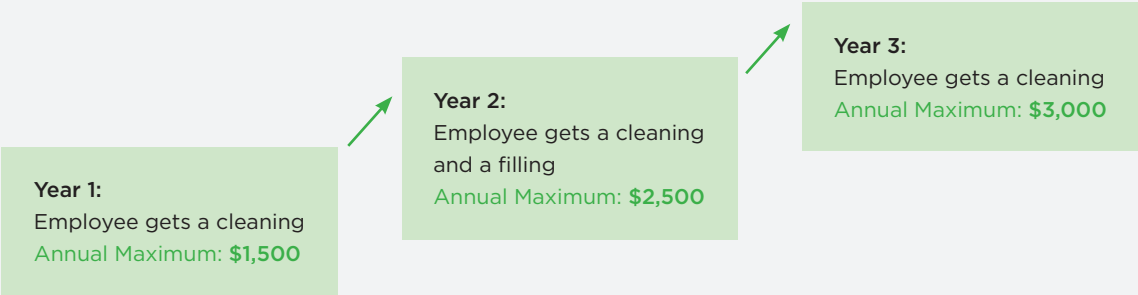 Year 1:
Employee gets a cleaning
Annual Maximum: $1,500
Year 2:
Employee gets a cleaning
and a filling
Annual Maximum: $2,500
Year 3:
Employee gets a cleaning
Annual Maximum: $3,000